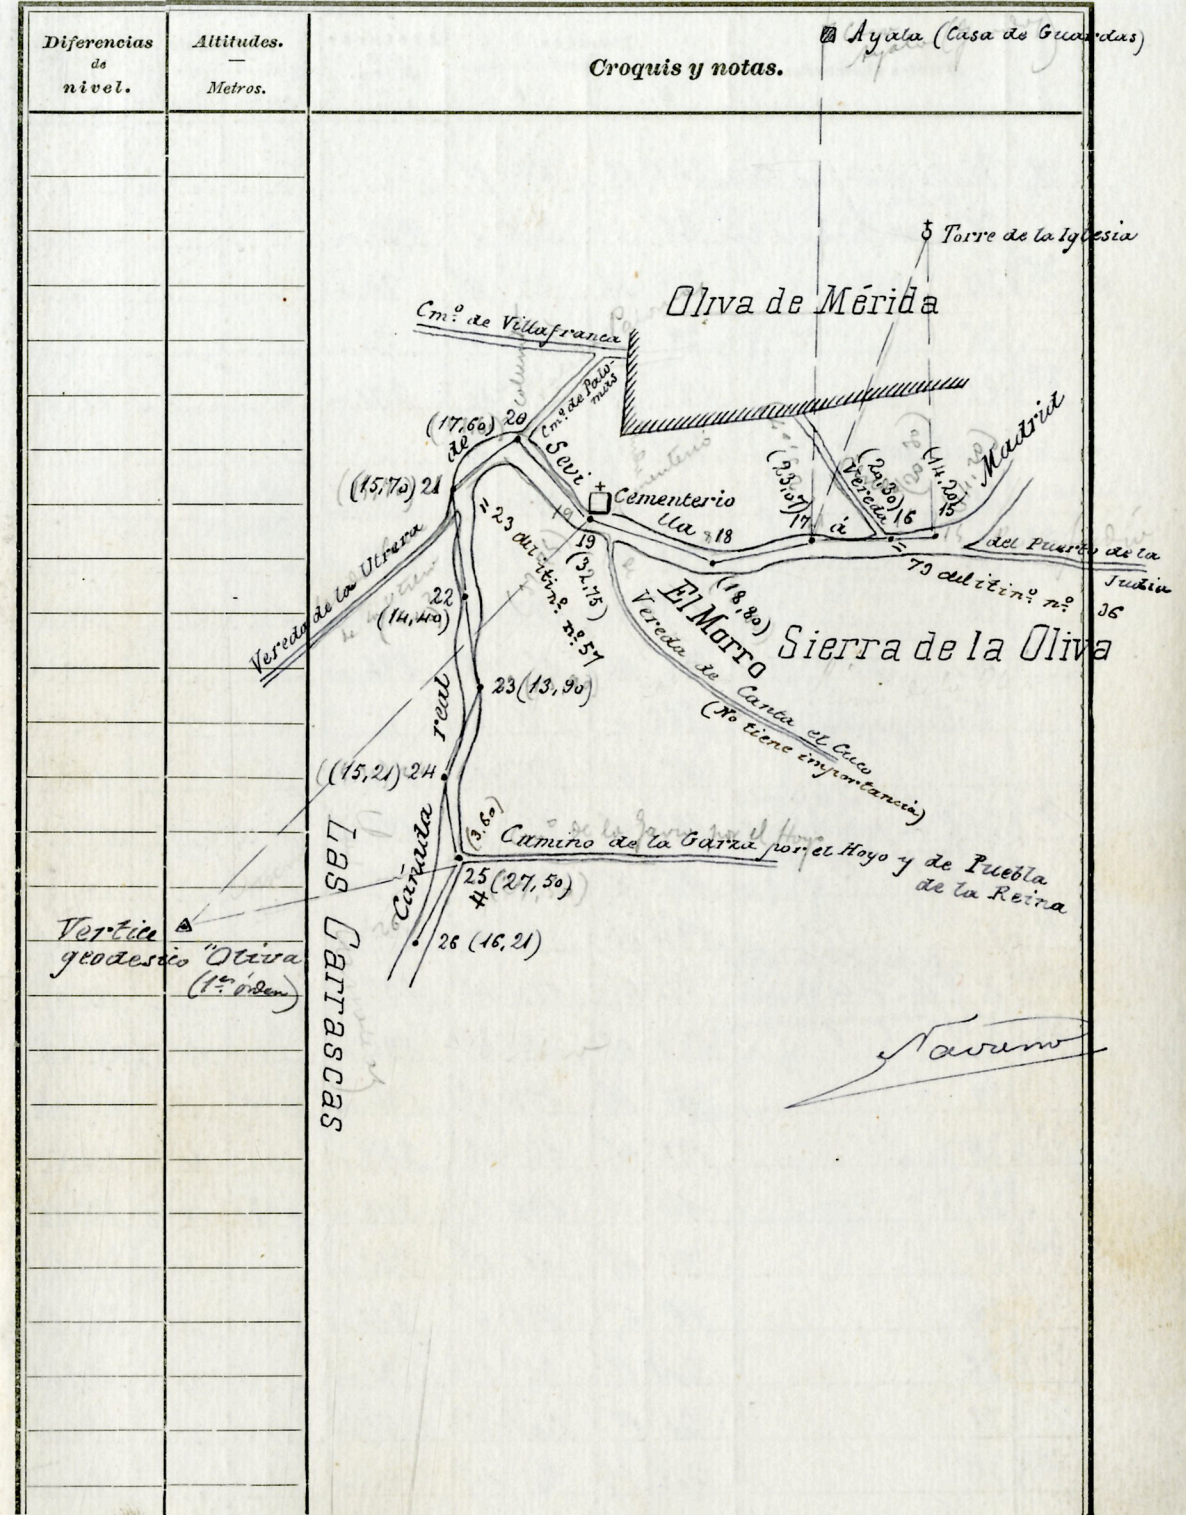 Diferencias
de
nivel.
Altitudes.
—
Metros.
Croquis y notas.
Ayala (Casa de Guardas)
Torre de la Iglesia
Oliva de Mérida
Cmº. de Villafranca
Cmº. de Palo-
mas
(17,60) 20
(15,70) 21
de
Sevi
lla
á
Madrid
Cementerio
19
(32,75)
18
(18,80)
17
(23,07)
Vereda
(20,30)
16
(14,20)
15
del Puerto de la
Judia
= 73 del itinº. nº. 36
= 23 del itinº. nº. 57
El Morro
Sierra de la Oliva
Vereda de Canta el Cuco
(No tiene importancia)
Vereda de la Utrera
22
(14,40)
23 (13,90)
real
(15,21) 24
Cañada
(3,60)
Camino de la Garza por el Hoyo y de Puebla
de la Reina
25 (27,50)
26 (16,21)
Vertice
geodesico "Oliva
(1er. órden)
Las Carrascas
Navarro